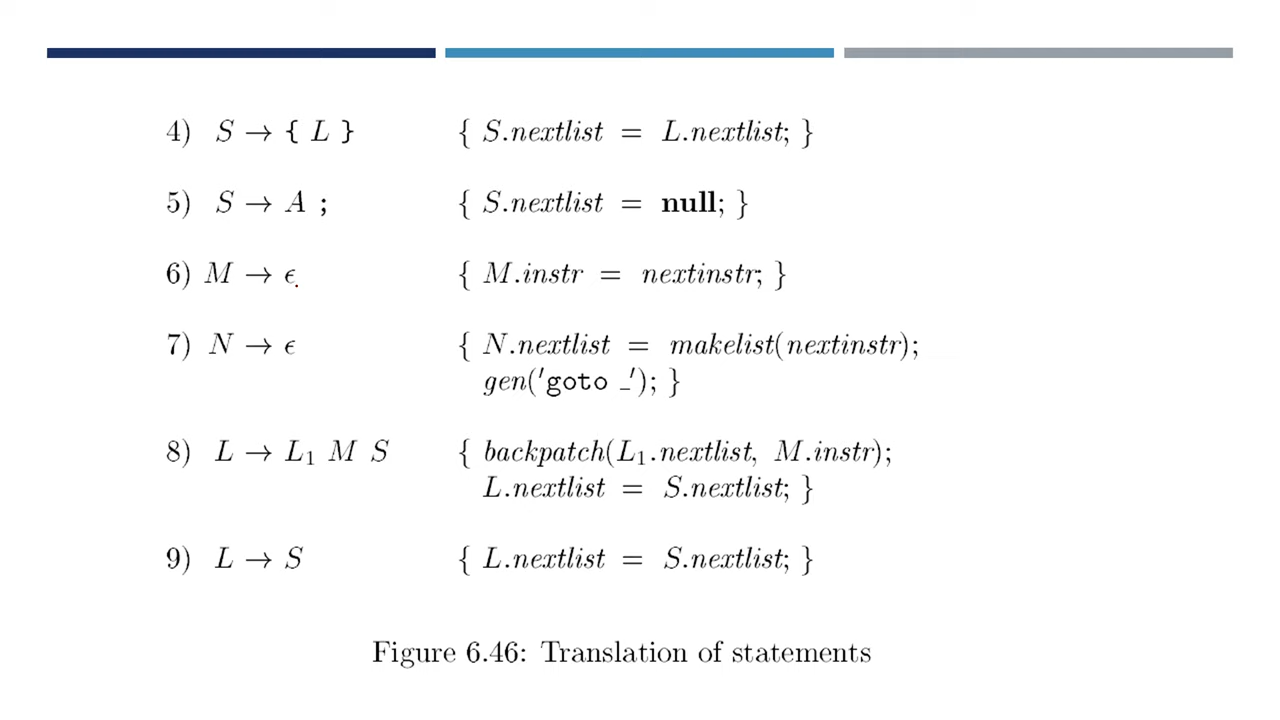 4) S → { L } { S.nextlist = L.nextlist; }
5) S → A ; { S.nextlist = null; }
6) M → ϵ { M.instr = nextinstr; }
7) N → ϵ { N.nextlist = makelist(nextinstr);
gen('goto _'); }
8) L → L₁ M S { backpatch(L₁.nextlist, M.instr);
L.nextlist = S.nextlist; }
9) L → S { L.nextlist = S.nextlist; }
Figure 6.46: Translation of statements